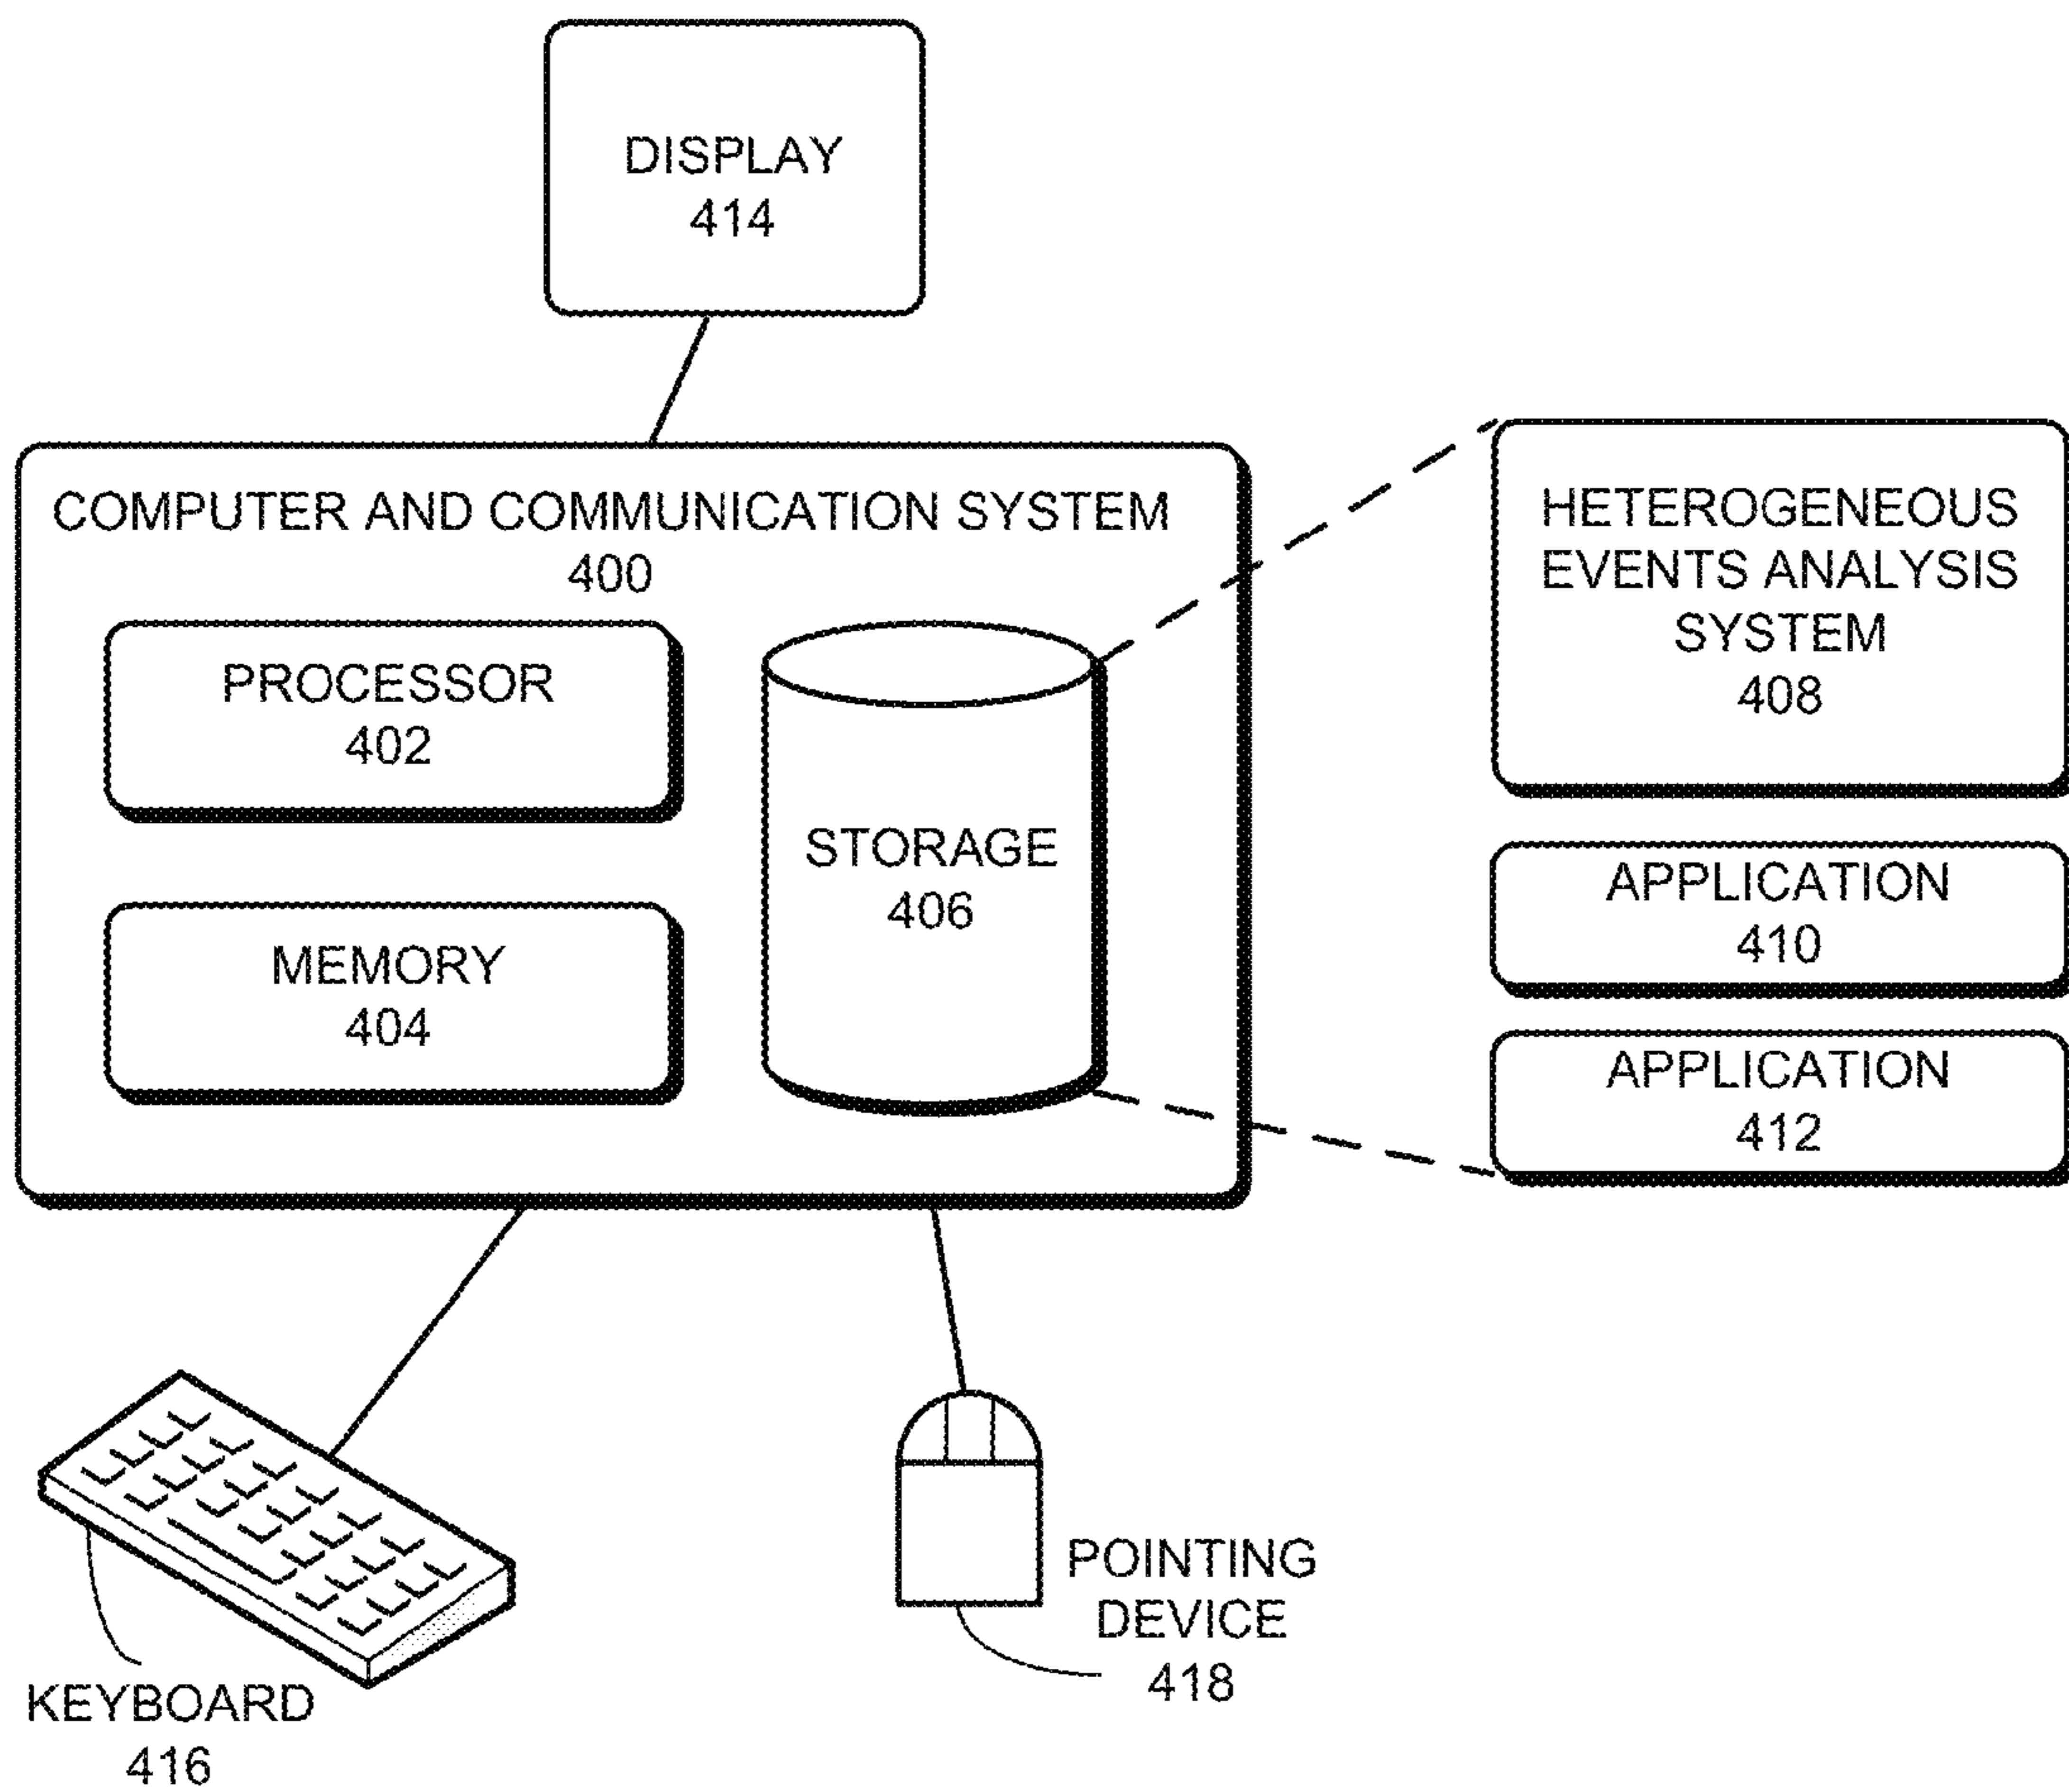 DISPLAY
414
COMPUTER AND COMMUNICATION SYSTEM
400
PROCESSOR
402
MEMORY
404
STORAGE
406
HETEROGENEOUS
EVENTS ANALYSIS
SYSTEM
408
APPLICATION
410
APPLICATION
412
KEYBOARD
416
POINTING
DEVICE
418